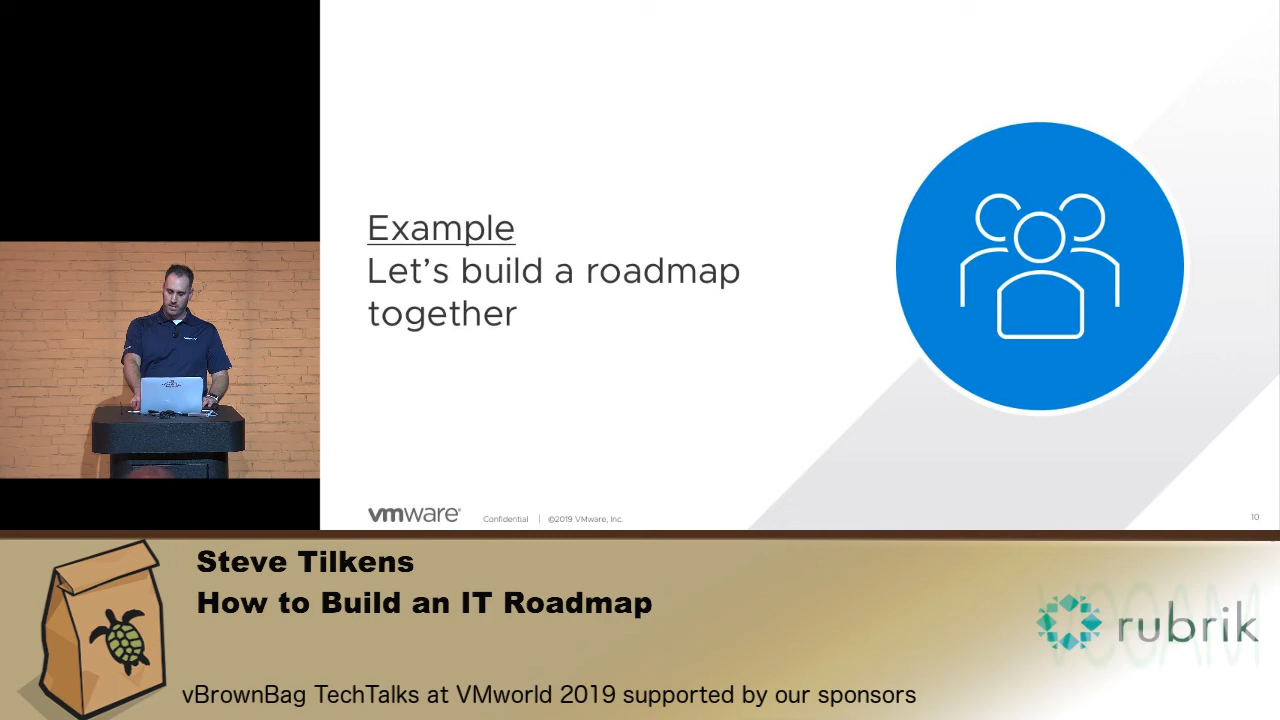 Example
Let's build a roadmap
together
vmware®
Confidential | ©2019 VMware, Inc.
10
Steve Tilkens
How to Build an IT Roadmap
rubrik
vBrownBag TechTalks at VMworld 2019 supported by our sponsors